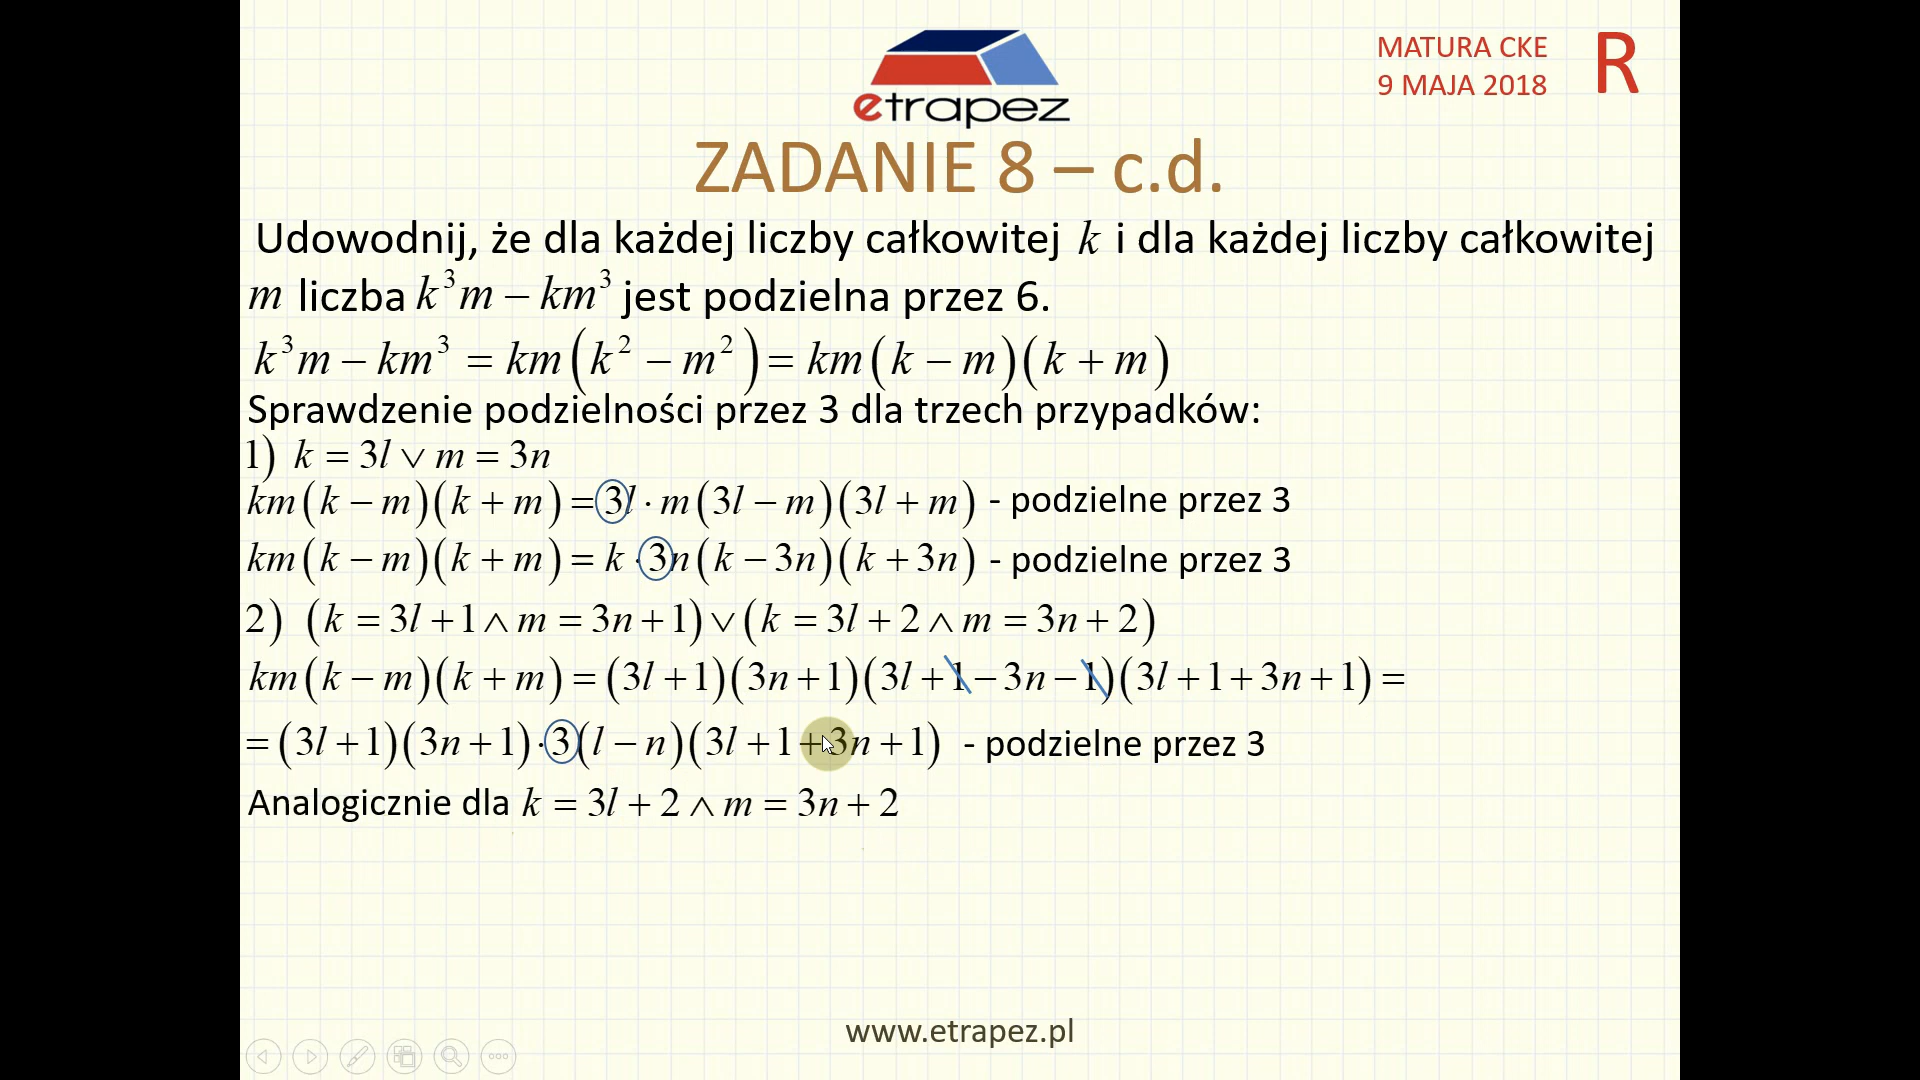 etrapez
MATURA CKE
9 MAJA 2018
R
ZADANIE 8 – c.d.
Udowodnij, że dla każdej liczby całkowitej k i dla każdej liczby całkowitej
m liczba k³m − km³ jest podzielna przez 6.
k³m − km³ = km(k² − m²) = km(k − m)(k + m)
Sprawdzenie podzielności przez 3 dla trzech przypadków:
1) k = 3l ∨ m = 3n
km(k − m)(k + m) = 3l · m(3l − m)(3l + m) - podzielne przez 3
km(k − m)(k + m) = k · 3n(k − 3n)(k + 3n) - podzielne przez 3
2) (k = 3l + 1 ∧ m = 3n + 1) ∨ (k = 3l + 2 ∧ m = 3n + 2)
km(k − m)(k + m) = (3l + 1)(3n + 1)(3l + 1 − 3n − 1)(3l + 1 + 3n + 1) =
= (3l + 1)(3n + 1) · 3(l − n)(3l + 1 + 3n + 1) - podzielne przez 3
Analogicznie dla k = 3l + 2 ∧ m = 3n + 2
www.etrapez.pl